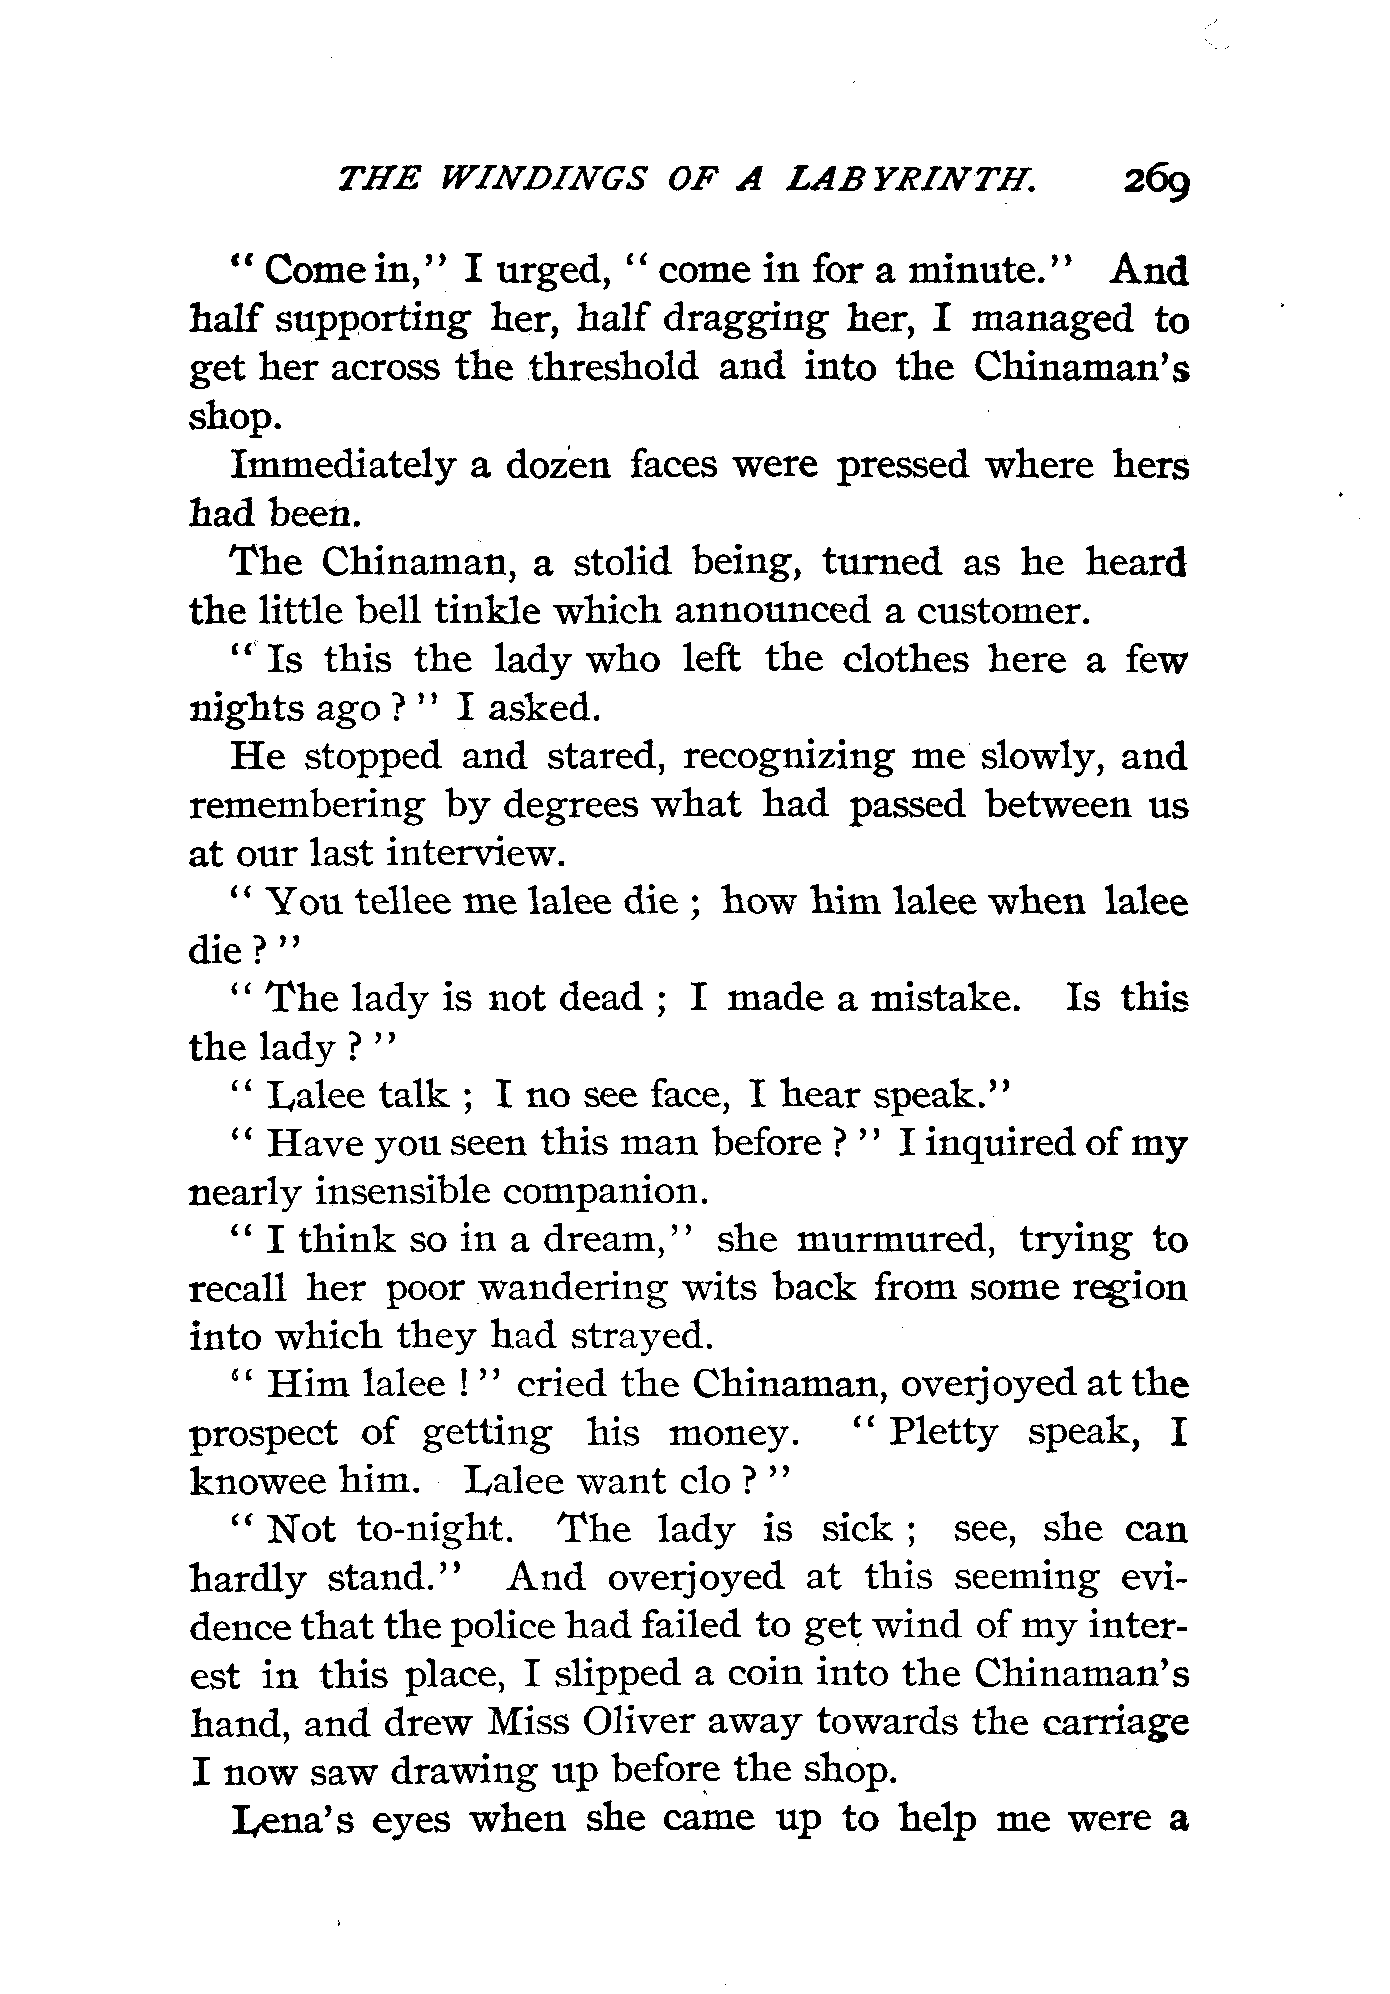 THE WINDINGS OF A LABYRINTH. 269
"Come in," I urged, "come in for a minute." And
half supporting her, half dragging her, I managed to
get her across the threshold and into the Chinaman's
shop.
Immediately a dozen faces were pressed where hers
had been.
The Chinaman, a stolid being, turned as he heard
the little bell tinkle which announced a customer.
"Is this the lady who left the clothes here a few
nights ago?" I asked.
He stopped and stared, recognizing me slowly, and
remembering by degrees what had passed between us
at our last interview.
"You tellee me lalee die; how him lalee when lalee
die?"
"The lady is not dead; I made a mistake. Is this
the lady?"
"Lalee talk; I no see face, I hear speak."
"Have you seen this man before?" I inquired of my
nearly insensible companion.
"I think so in a dream," she murmured, trying to
recall her poor wandering wits back from some region
into which they had strayed.
"Him lalee!" cried the Chinaman, overjoyed at the
prospect of getting his money. "Pletty speak, I
knowee him. Lalee want clo?"
"Not to-night. The lady is sick; see, she can
hardly stand." And overjoyed at this seeming evi-
dence that the police had failed to get wind of my inter-
est in this place, I slipped a coin into the Chinaman's
hand, and drew Miss Oliver away towards the carriage
I now saw drawing up before the shop.
Lena's eyes when she came up to help me were a